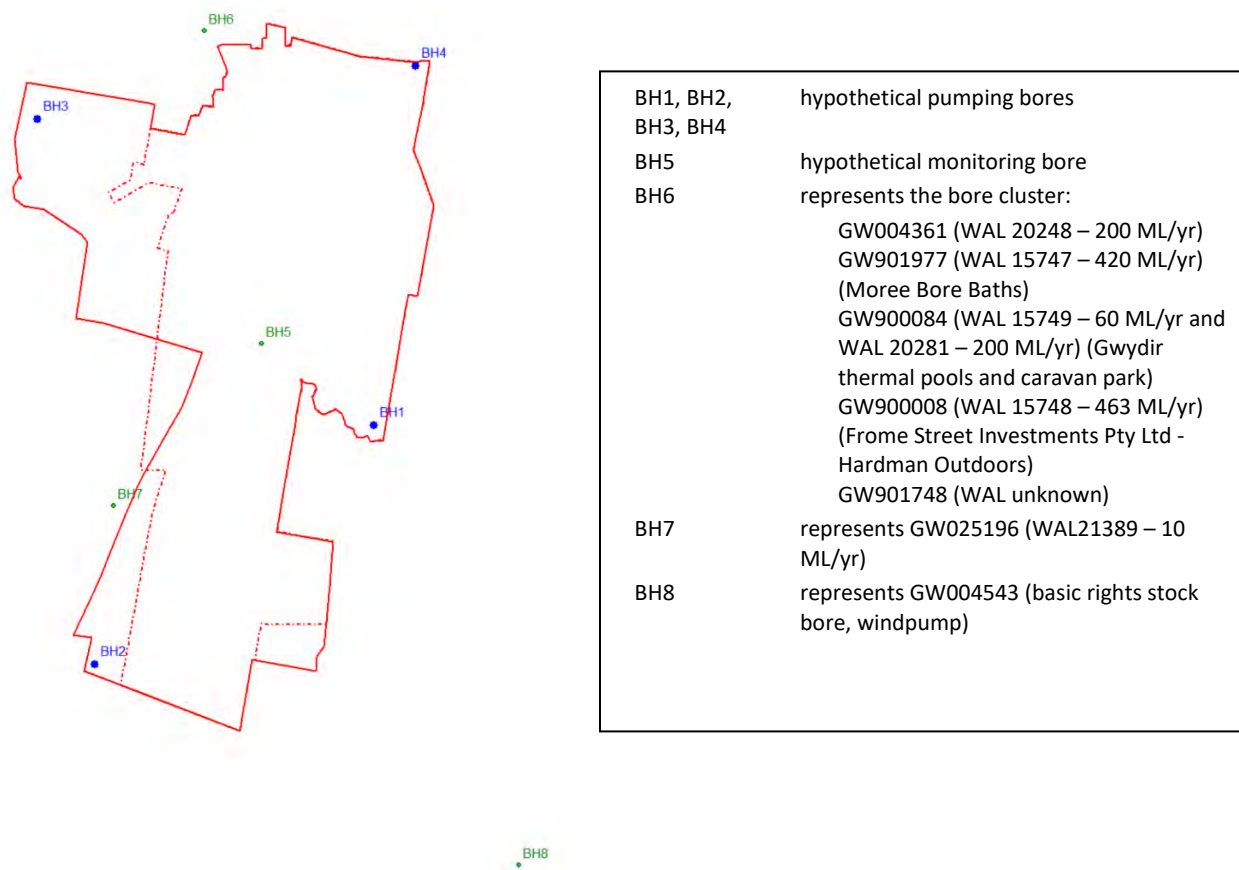 BH6
BH4
BH3
BH5
BH1
BH7
BH2
BH8
BH1, BH2, hypothetical pumping bores
BH3, BH4
BH5 hypothetical monitoring bore
BH6 represents the bore cluster:
GW004361 (WAL 20248 – 200 ML/yr)
GW901977 (WAL 15747 – 420 ML/yr)
(Moree Bore Baths)
GW900084 (WAL 15749 – 60 ML/yr and
WAL 20281 – 200 ML/yr) (Gwydir
thermal pools and caravan park)
GW900008 (WAL 15748 – 463 ML/yr)
(Frome Street Investments Pty Ltd -
Hardman Outdoors)
GW901748 (WAL unknown)
BH7 represents GW025196 (WAL21389 – 10
ML/yr)
BH8 represents GW004543 (basic rights stock
bore, windpump)